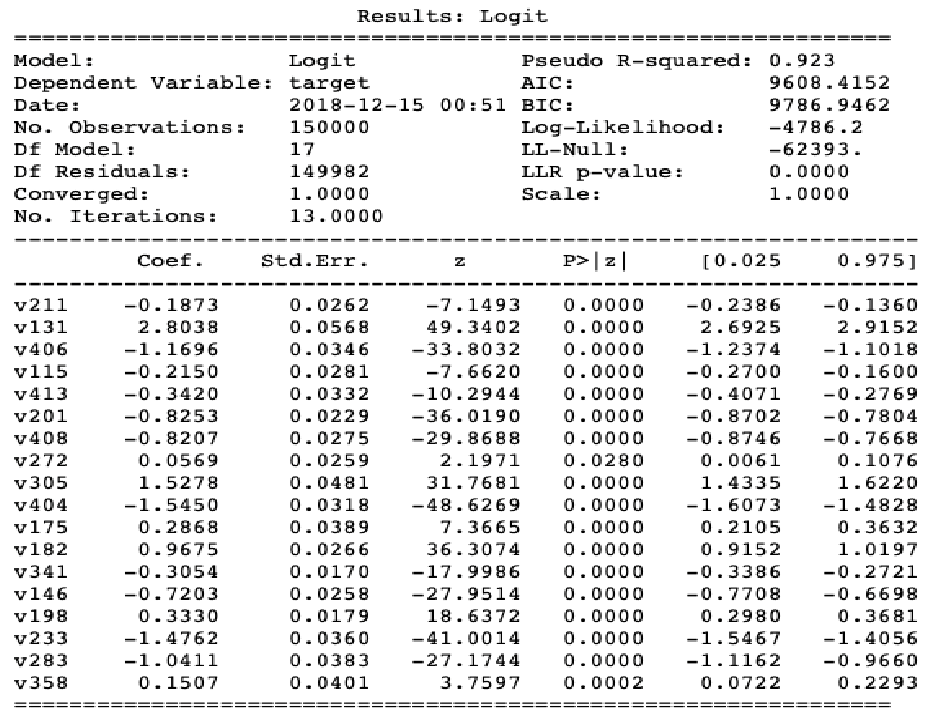 Results: Logit
=================================================================
Model: Logit Pseudo R-squared: 0.923
Dependent Variable: target AIC: 9608.4152
Date: 2018-12-15 00:51 BIC: 9786.9462
No. Observations: 150000 Log-Likelihood: -4786.2
Df Model: 17 LL-Null: -62393.
Df Residuals: 149982 LLR p-value: 0.0000
Converged: 1.0000 Scale: 1.0000
No. Iterations: 13.0000
-------------------------------------------------------------------
Coef. Std.Err. z P>|z| [0.025 0.975]
-------------------------------------------------------------------
v211 -0.1873 0.0262 -7.1493 0.0000 -0.2386 -0.1360
v131 2.8038 0.0568 49.3402 0.0000 2.6925 2.9152
v406 -1.1696 0.0346 -33.8032 0.0000 -1.2374 -1.1018
v115 -0.2150 0.0281 -7.6620 0.0000 -0.2700 -0.1600
v413 -0.3420 0.0332 -10.2944 0.0000 -0.4071 -0.2769
v201 -0.8253 0.0229 -36.0190 0.0000 -0.8702 -0.7804
v408 -0.8207 0.0275 -29.8688 0.0000 -0.8746 -0.7668
v272 0.0569 0.0259 2.1971 0.0280 0.0061 0.1076
v305 1.5278 0.0481 31.7681 0.0000 1.4335 1.6220
v404 -1.5450 0.0318 -48.6269 0.0000 -1.6073 -1.4828
v175 0.2868 0.0389 7.3665 0.0000 0.2105 0.3632
v182 0.9675 0.0266 36.3074 0.0000 0.9152 1.0197
v341 -0.3054 0.0170 -17.9986 0.0000 -0.3386 -0.2721
v146 -0.7203 0.0258 -27.9514 0.0000 -0.7708 -0.6698
v198 0.3330 0.0179 18.6372 0.0000 0.2980 0.3681
v233 -1.4762 0.0360 -41.0014 0.0000 -1.5467 -1.4056
v283 -1.0411 0.0383 -27.1744 0.0000 -1.1162 -0.9660
v358 0.1507 0.0401 3.7597 0.0002 0.0722 0.2293
=================================================================